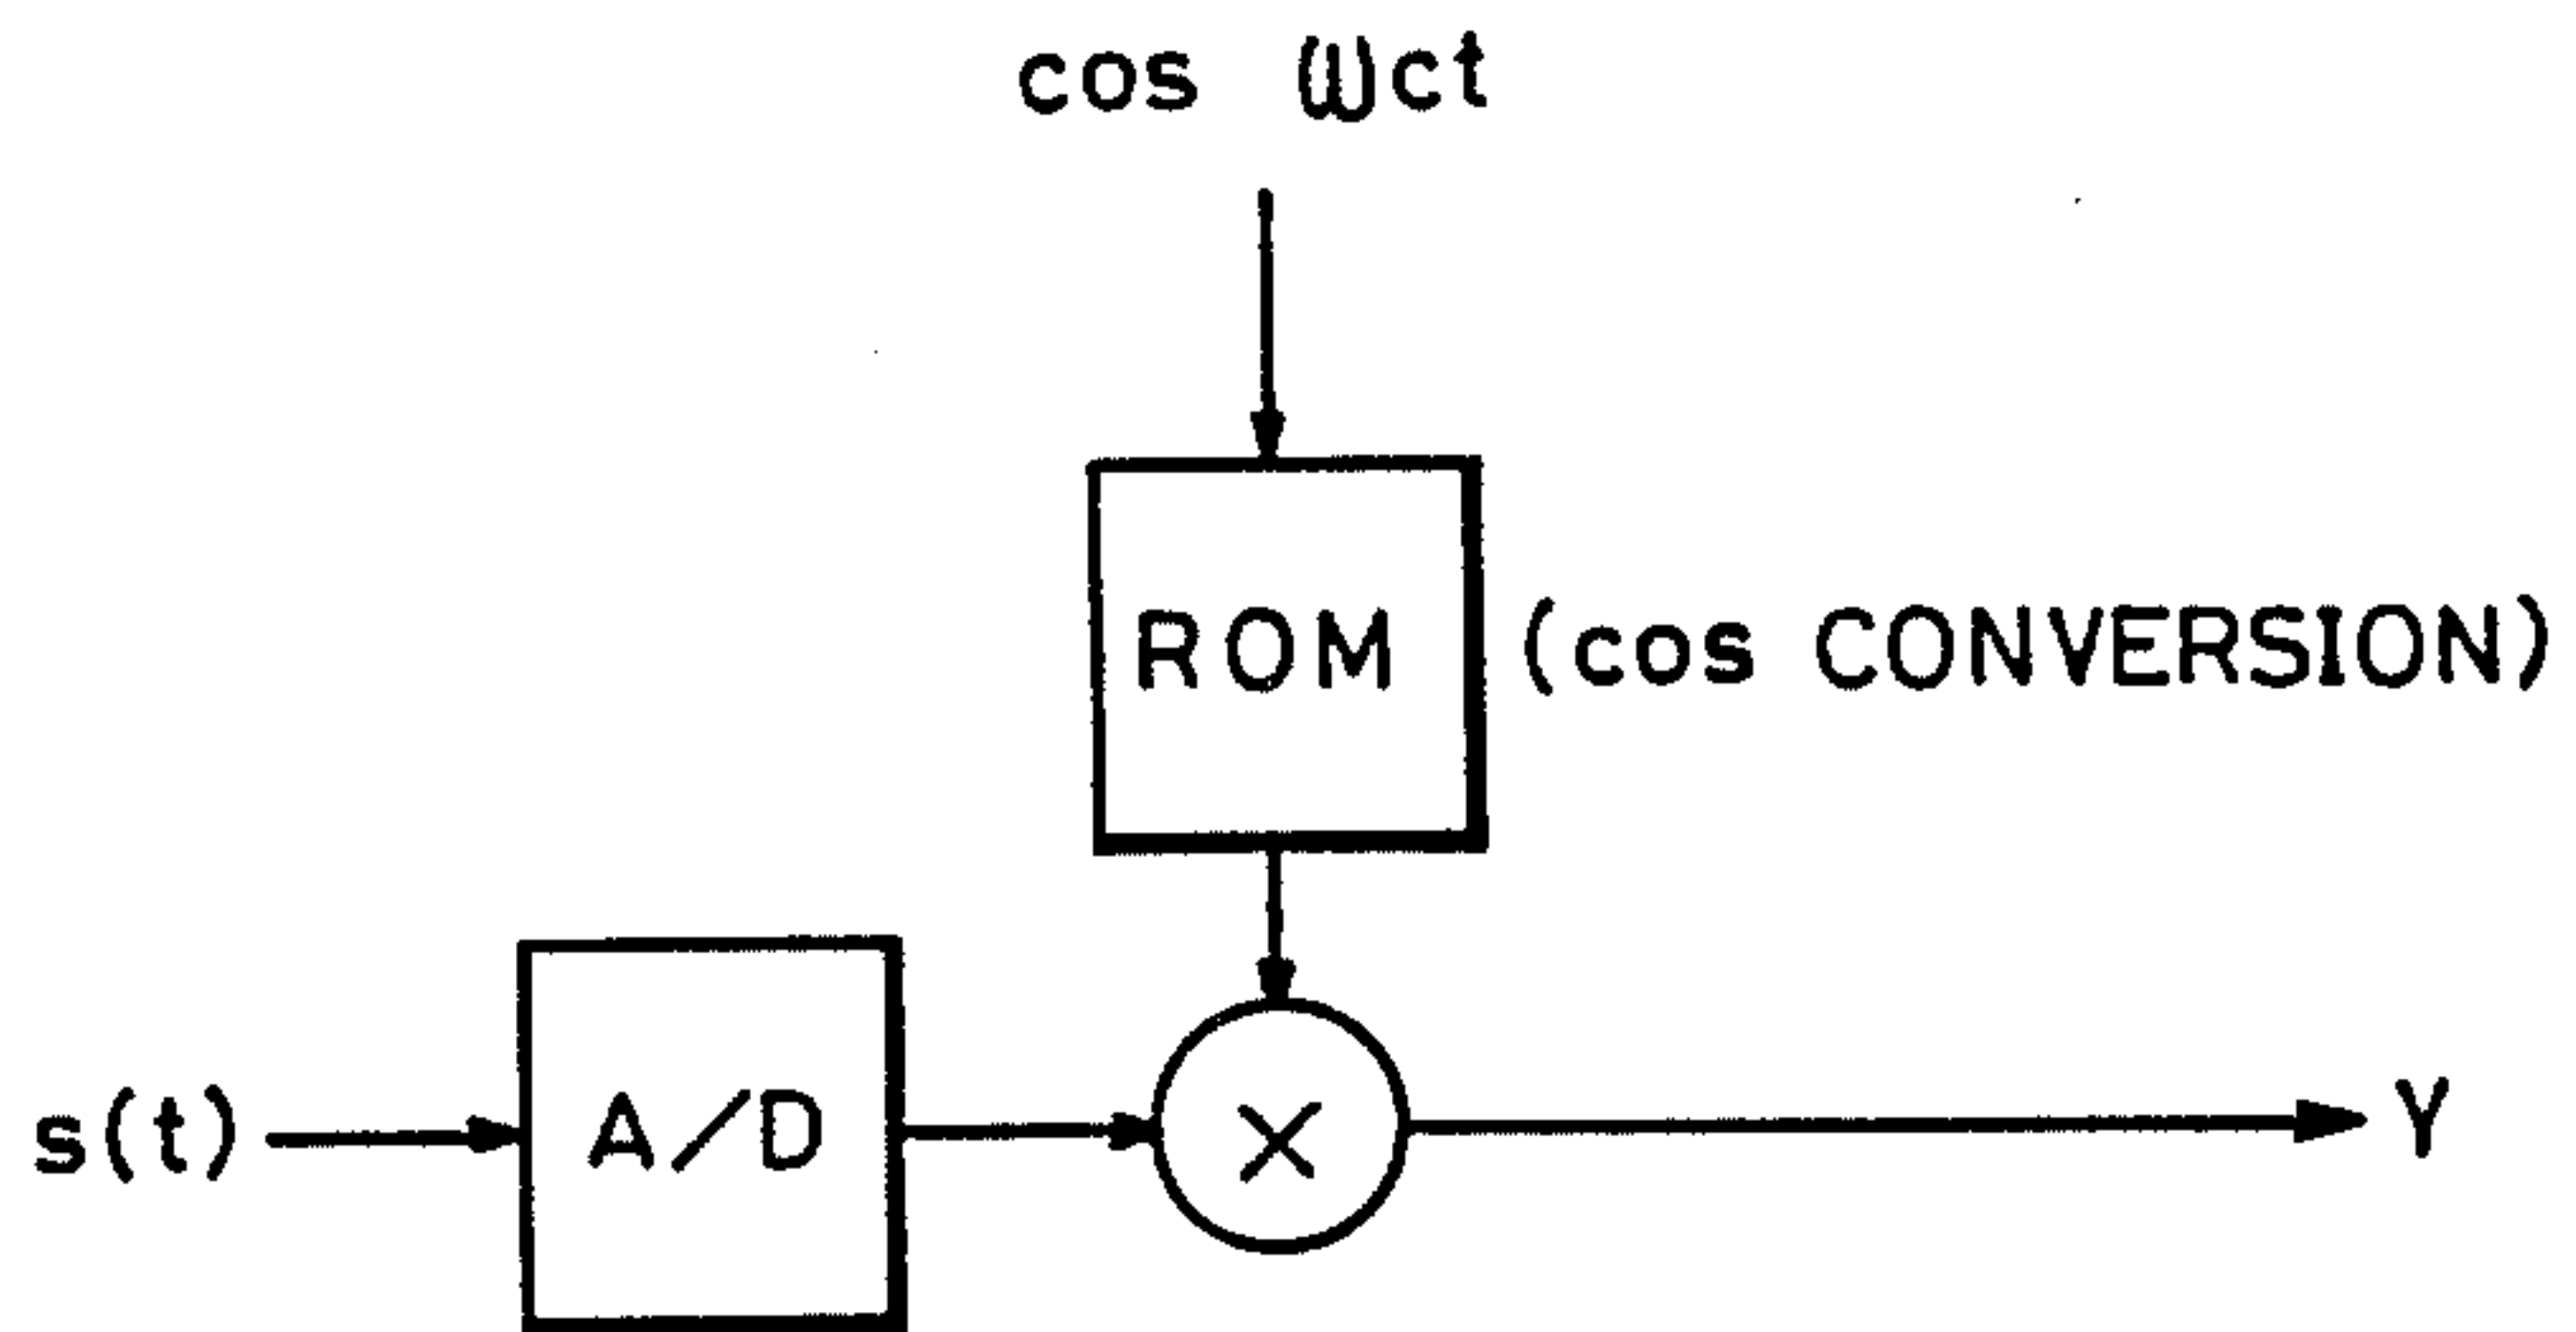 cos ωct
ROM (cos CONVERSION)
s(t) A/D × Y